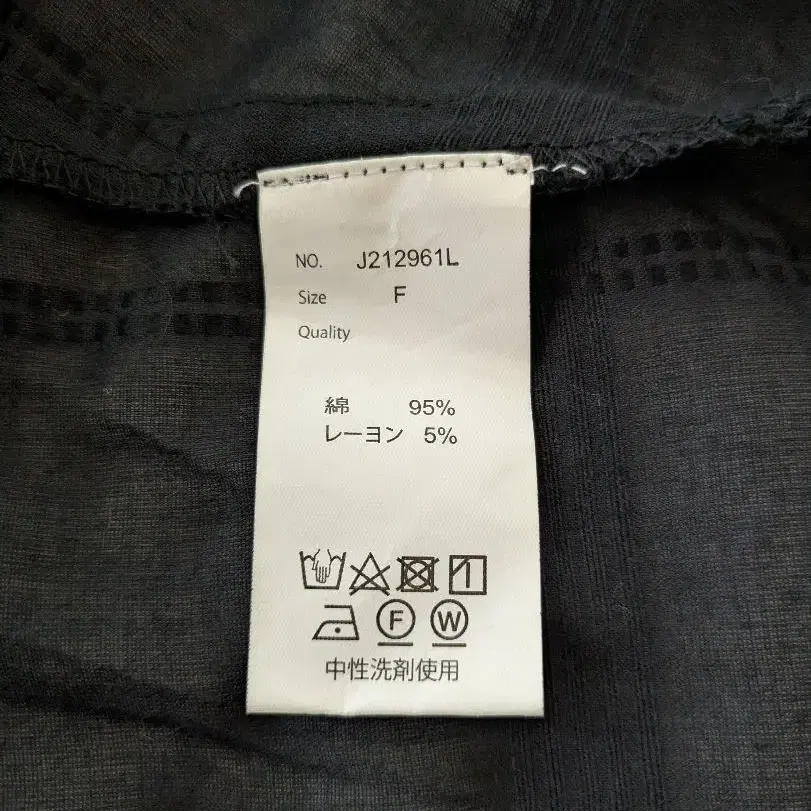 NO. J212961L
Size F
Quality
綿 95%
レーヨン 5%
F W
中性洗剤使用